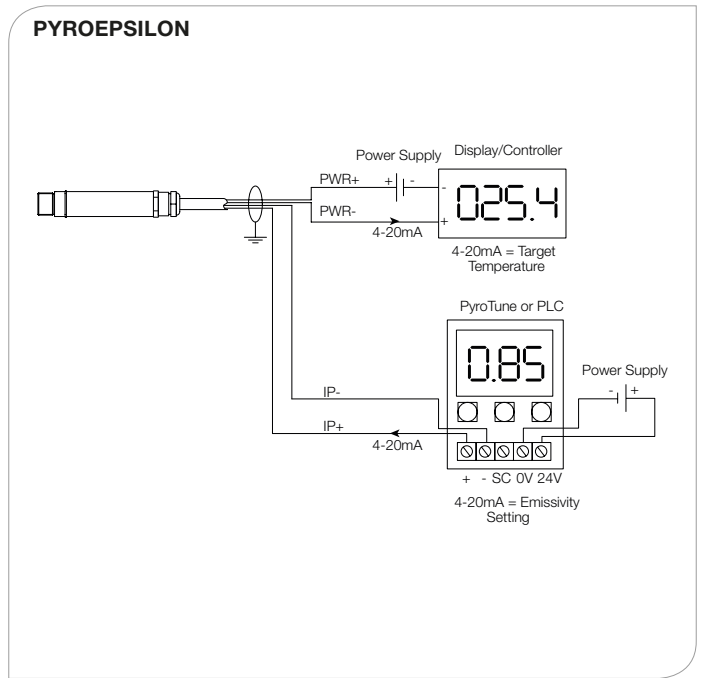 PYROEPSILON
Power Supply
Display/Controller
PWR+
+ -
-
025.4
PWR-
+
4-20mA
4-20mA = Target
Temperature
PyroTune or PLC
0.85
Power Supply
- +
IP-
IP+
4-20mA
+ - SC 0V 24V
4-20mA = Emissivity
Setting